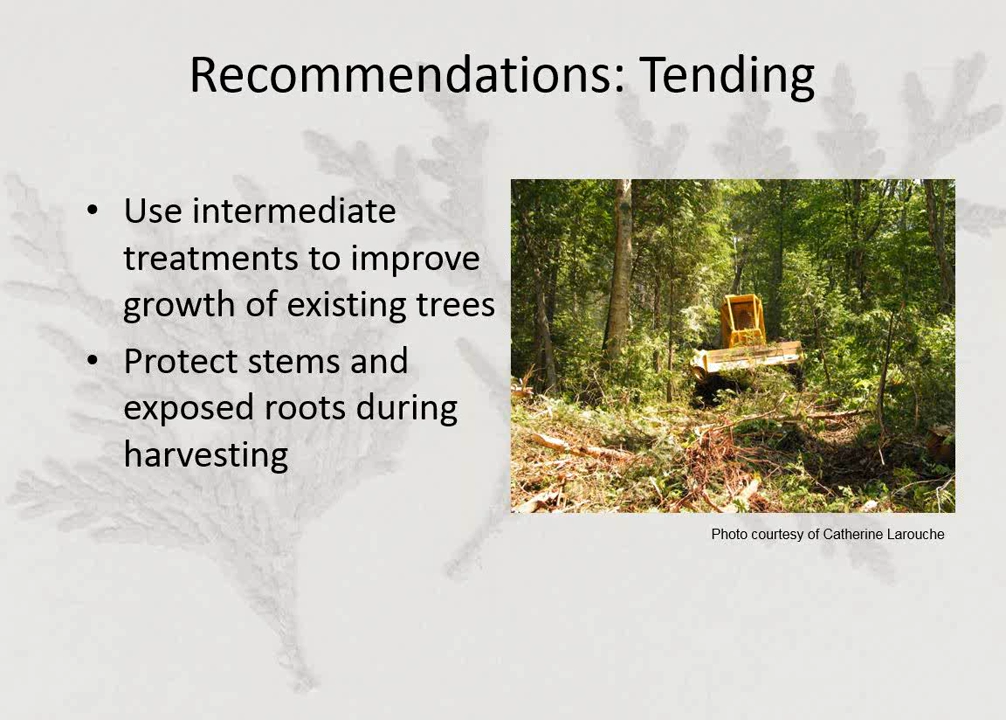 Recommendations: Tending
• Use intermediate
treatments to improve
growth of existing trees
• Protect stems and
exposed roots during
harvesting
Photo courtesy of Catherine Larouche